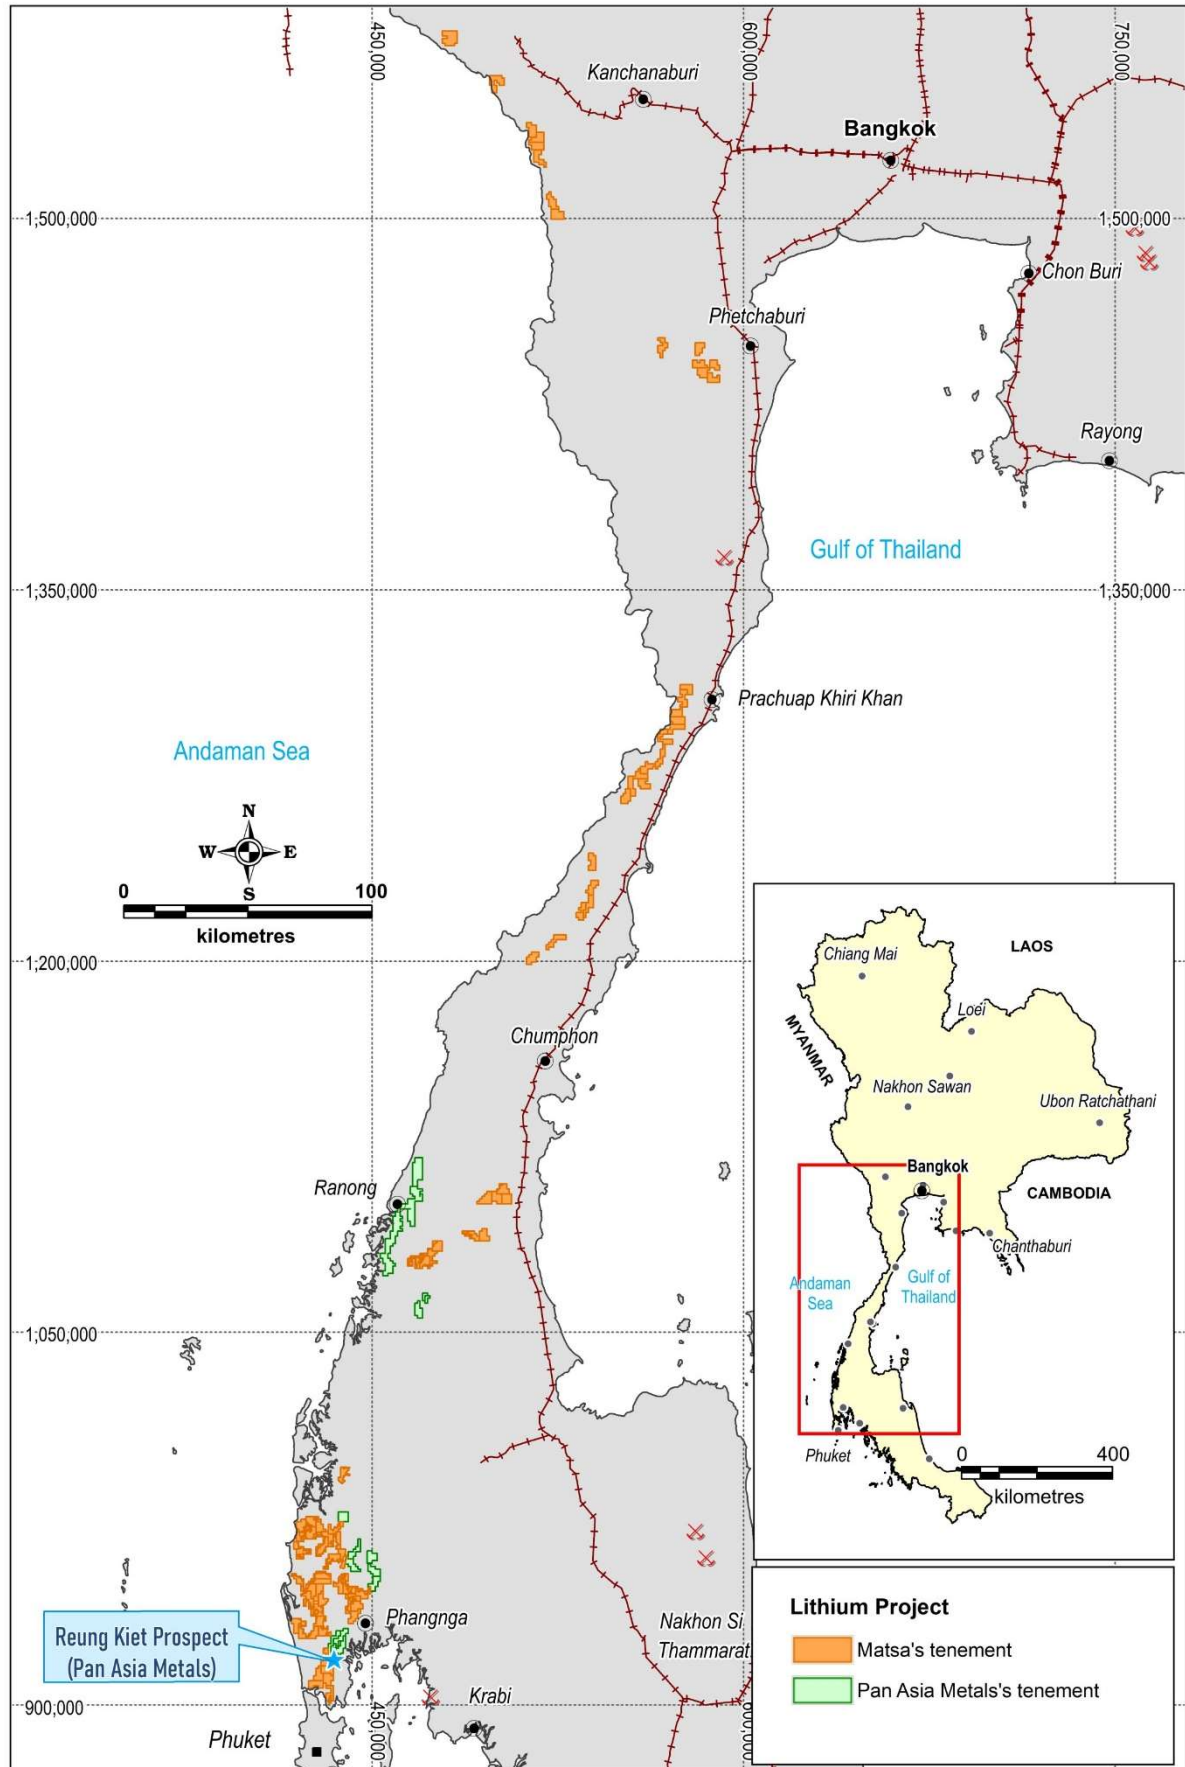 450,000
600,000
750,000
Kanchanaburi
Bangkok
1,500,000
1,500,000
Chon Buri
Phetchaburi
Rayong
Gulf of Thailand
1,350,000
1,350,000
Prachuap Khiri Khan
Andaman Sea
N
W
E
S
0
100
kilometres
1,200,000
Chumphon
Ranong
1,050,000
Phangnga
Nakhon Si
Thammarat
Reung Kiet Prospect
(Pan Asia Metals)
Krabi
900,000
450,000
Phuket
Chiang Mai
LAOS
Loei
MYANMAR
Nakhon Sawan
Ubon Ratchathani
Bangkok
CAMBODIA
Chanthaburi
Andaman
Sea
Gulf of
Thailand
Phuket
0
400
kilometres
Lithium Project
Matsa's tenement
Pan Asia Metals's tenement